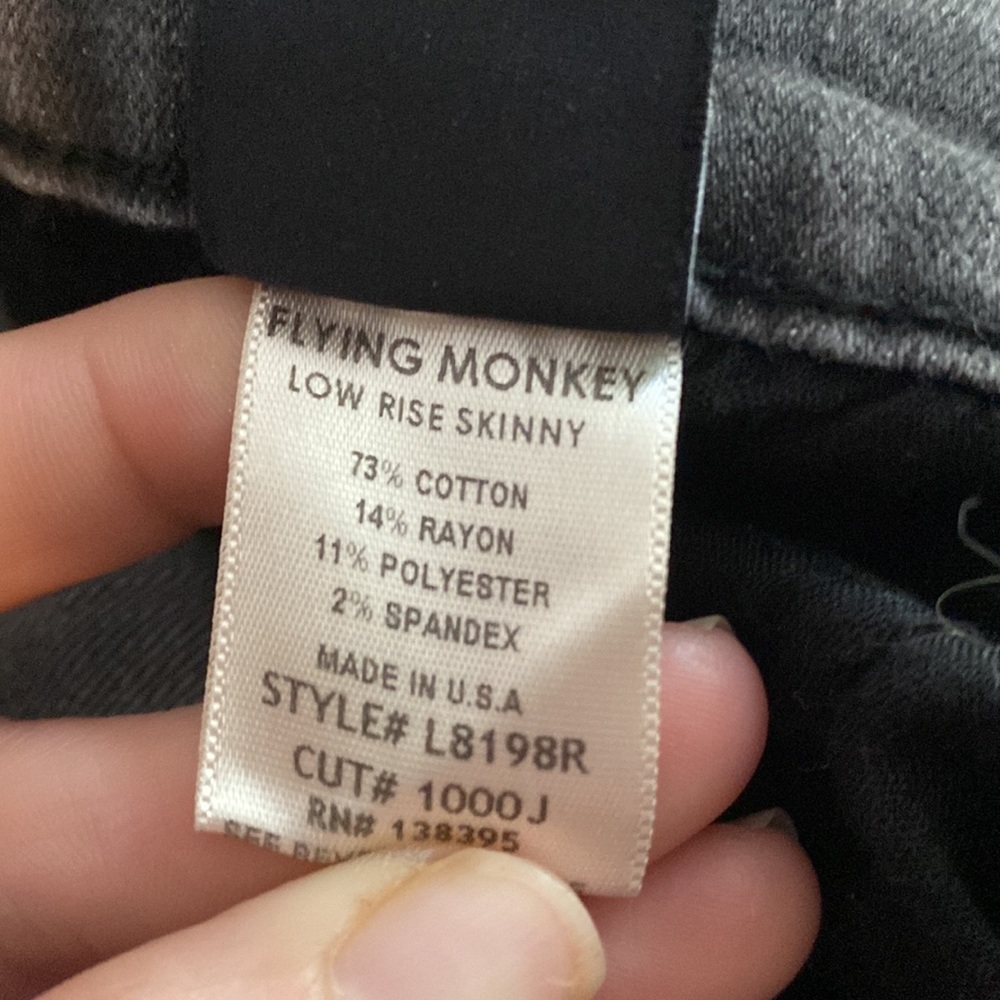 FLYING MONKEY
LOW RISE SKINNY
73% COTTON
14% RAYON
11% POLYESTER
2% SPANDEX
MADE IN U.S.A
STYLE# L8198R
CUT# 1000J
RN# 138395
SEE